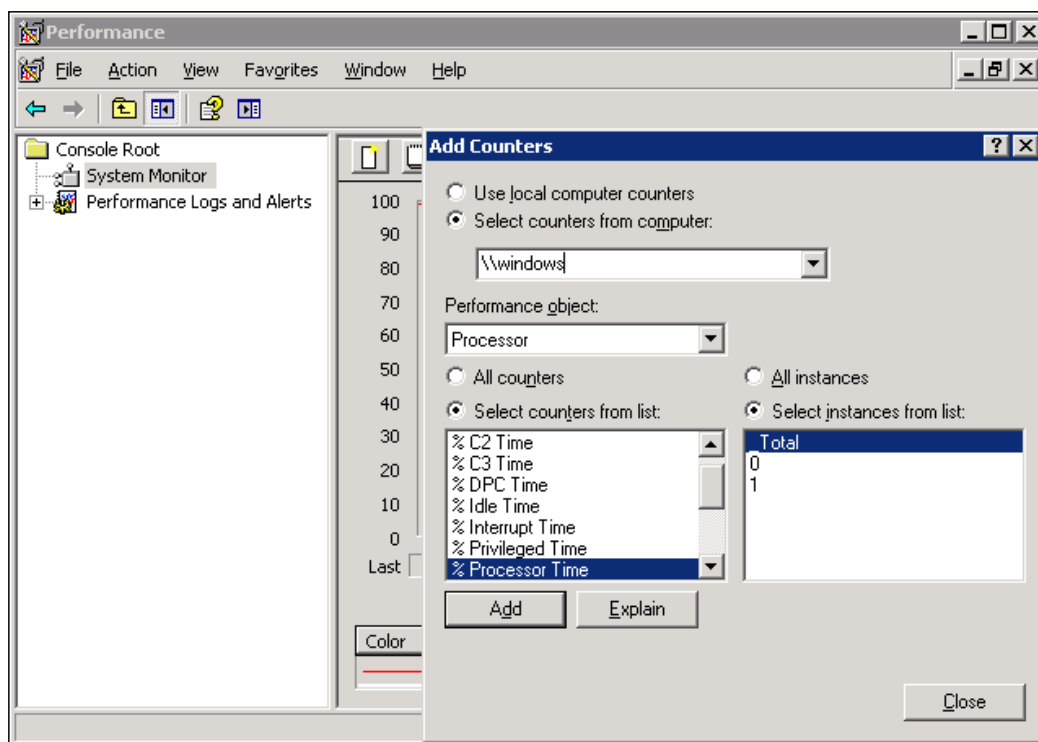 Performance
File Action View Favorites Window Help
Console Root
System Monitor
Performance Logs and Alerts
100
90
80
70
60
50
40
30
20
10
0
Last
Color
Add Counters
Use local computer counters
Select counters from computer:
\\windows
Performance object:
Processor
All counters
Select counters from list:
% C2 Time
% C3 Time
% DPC Time
% Idle Time
% Interrupt Time
% Privileged Time
% Processor Time
All instances
Select instances from list:
_Total
0
1
Add
Explain
Close